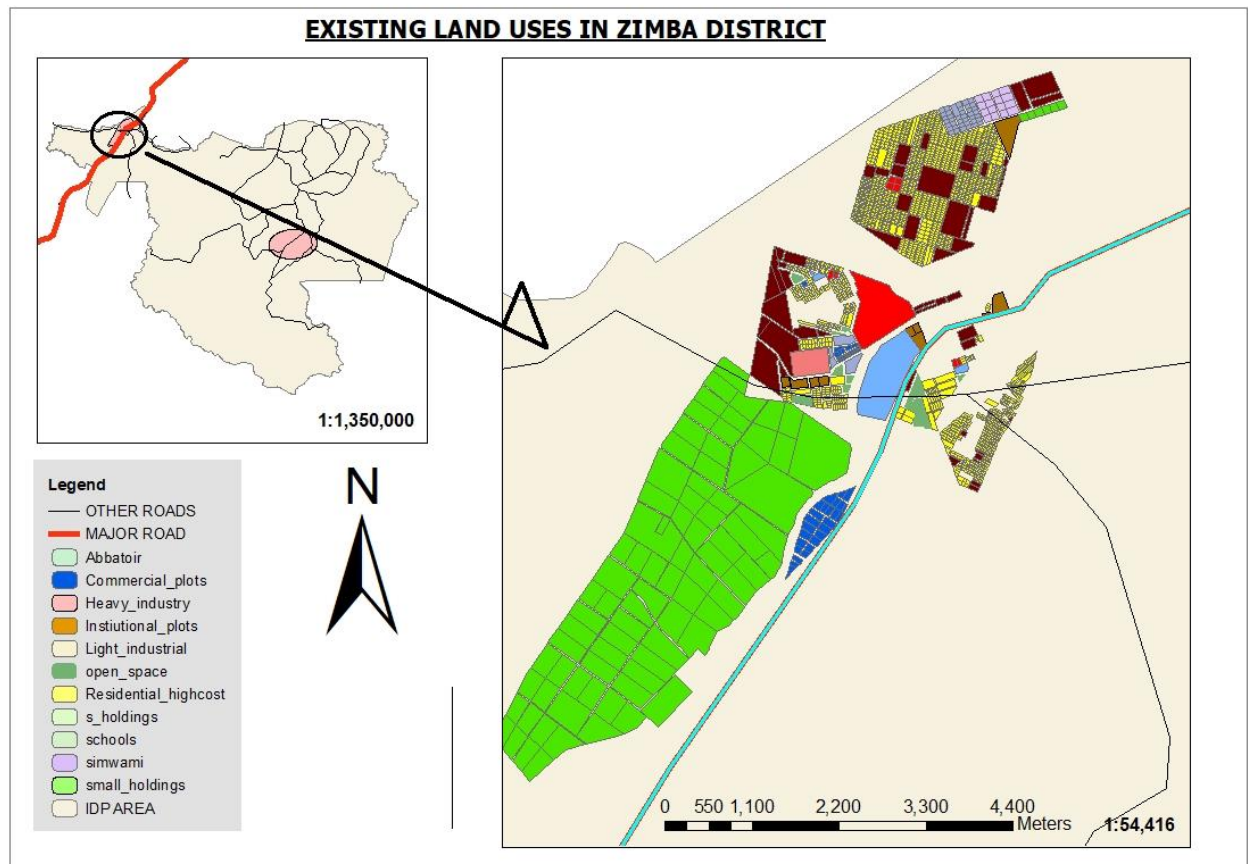 EXISTING LAND USES IN ZIMBA DISTRICT
1:1,350,000
Legend
OTHER ROADS
MAJOR ROAD
Abbatoir
Commercial_plots
Heavy_industry
Instiutional_plots
Light_industrial
open_space
Residential_highcost
s_holdings
schools
simwami
small_holdings
IDP AREA
N
0 550 1,100 2,200 3,300 4,400
Meters
1:54,416